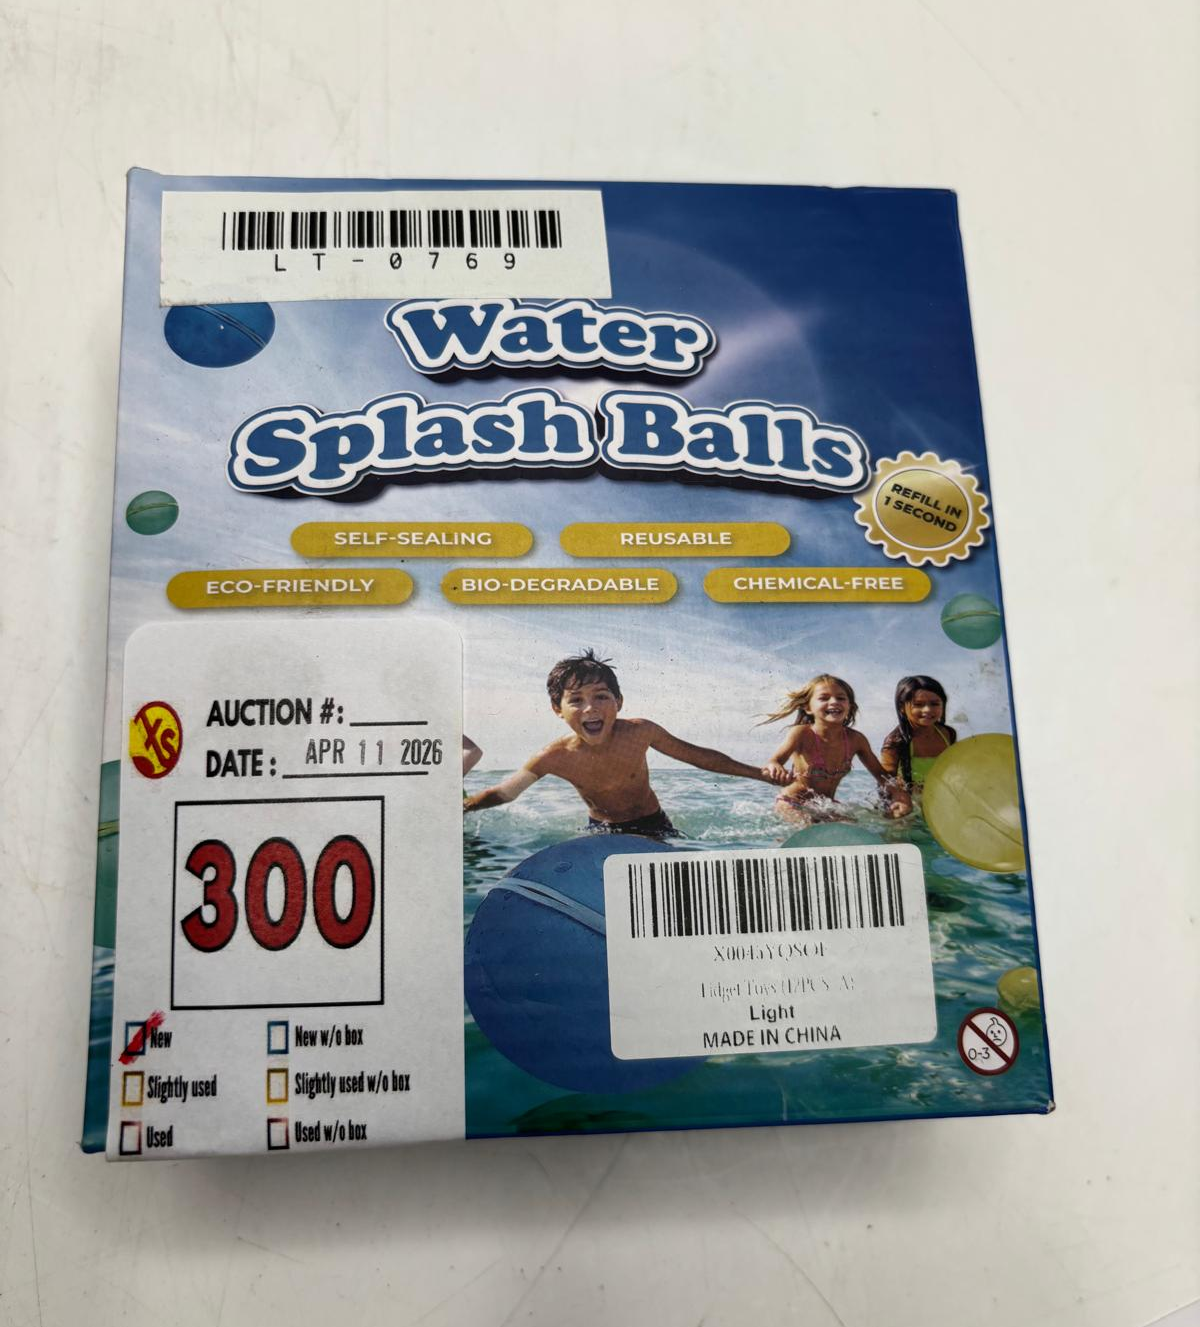 LT-0769
Water
Splash Balls
REFILL IN
1 SECOND
SELF-SEALING
REUSABLE
ECO-FRIENDLY
BIO-DEGRADABLE
CHEMICAL-FREE
AUCTION #:
DATE: APR 11 2026
300
New
New w/o box
Slightly used
Slightly used w/o box
Used
Used w/o box
Fidget Toys
Light
MADE IN CHINA
0-3